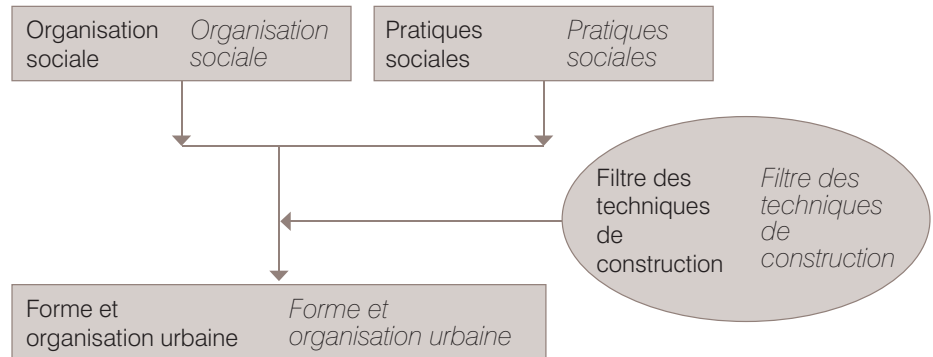 Organisation
sociale
Organisation
sociale
Pratiques
sociales
Pratiques
sociales
Filtre des
techniques
de
construction
Filtre des
techniques
de
construction
Forme et
organisation urbaine
Forme et
organisation urbaine